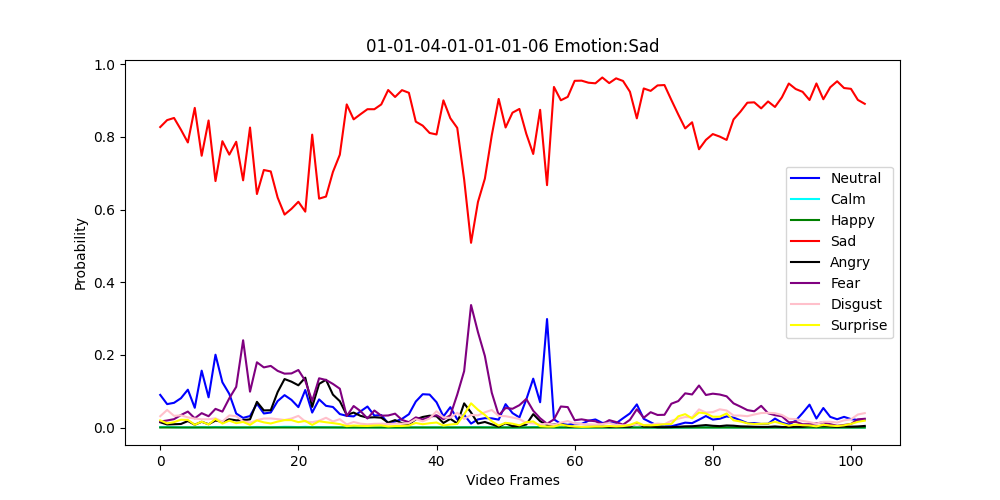 01-01-04-01-01-01-06 Emotion:Sad
1.0
0.8
0.6
0.4
0.2
0.0
Probability
0 20 40 60 80 100
Video Frames
Neutral
Calm
Happy
Sad
Angry
Fear
Disgust
Surprise